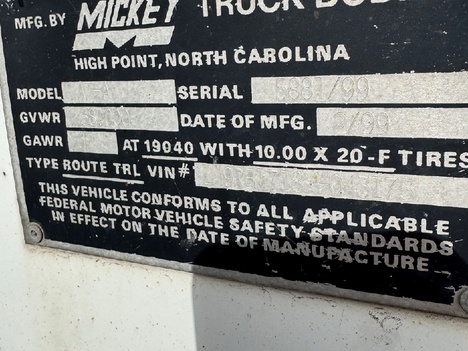 MFG. BY MICKEY TRUCK BOD
HIGH POINT, NORTH CAROLINA
MODEL SERIAL
GVWR DATE OF MFG. /99
GAWR AT 19040 WITH 10.00 X 20-F TIRES
TYPE ROUTE TRL VIN#
THIS VEHICLE CONFORMS TO ALL APPLICABLE
FEDERAL MOTOR VEHICLE SAFETY STANDARDS
IN EFFECT ON THE DATE OF MANUFACTURE